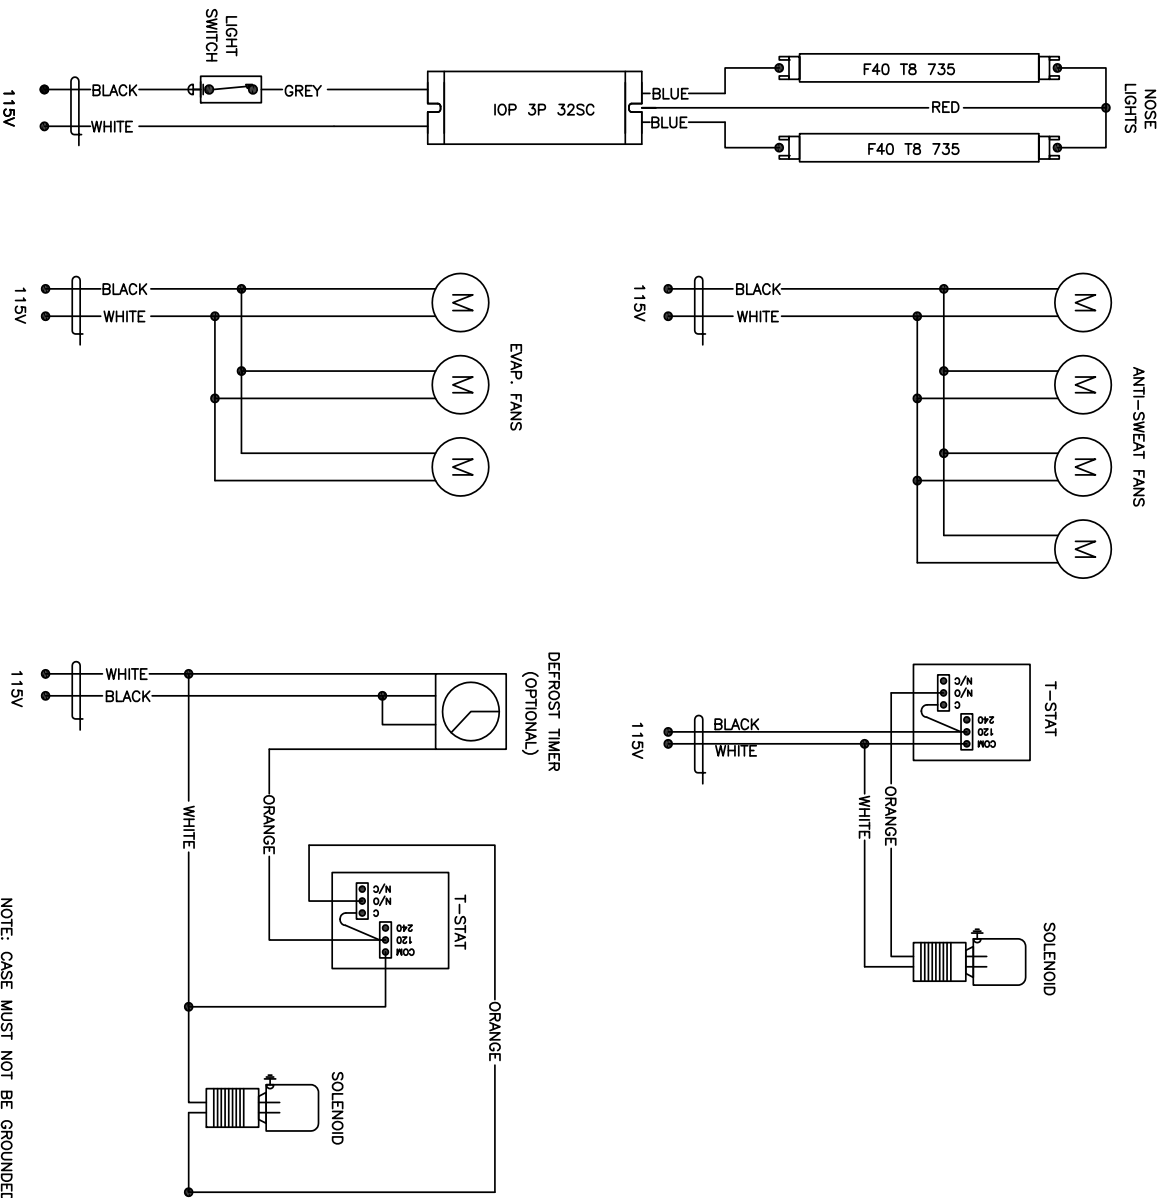 NOSE
LIGHTS
LIGHT
SWITCH
115V
BLACK
WHITE
GREY
IOP 3P 32SC
BLUE
RED
BLUE
F40 T8 735
F40 T8 735
115V
BLACK
WHITE
M
M
M
EVAP. FANS
115V
BLACK
WHITE
M
M
M
M
ANTI-SWEAT FANS
115V
WHITE
BLACK
DEFROST TIMER
(OPTIONAL)
WHITE
ORANGE
T-STAT
N/C
N/O
C
240
120
COM
ORANGE
SOLENOID
115V
BLACK
WHITE
T-STAT
N/C
N/O
C
240
120
COM
ORANGE
WHITE
SOLENOID
NOTE: CASE MUST NOT BE GROUNDED